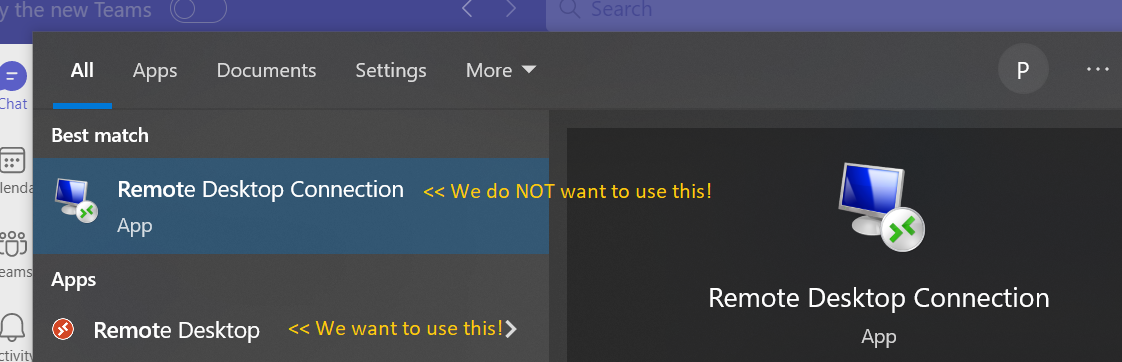 y the new Teams
Search
All Apps Documents Settings More
P
Chat
Best match
Remote Desktop Connection << We do NOT want to use this!
App
lenda
eams
Apps
Remote Desktop << We want to use this!
Remote Desktop Connection
App
ctivity